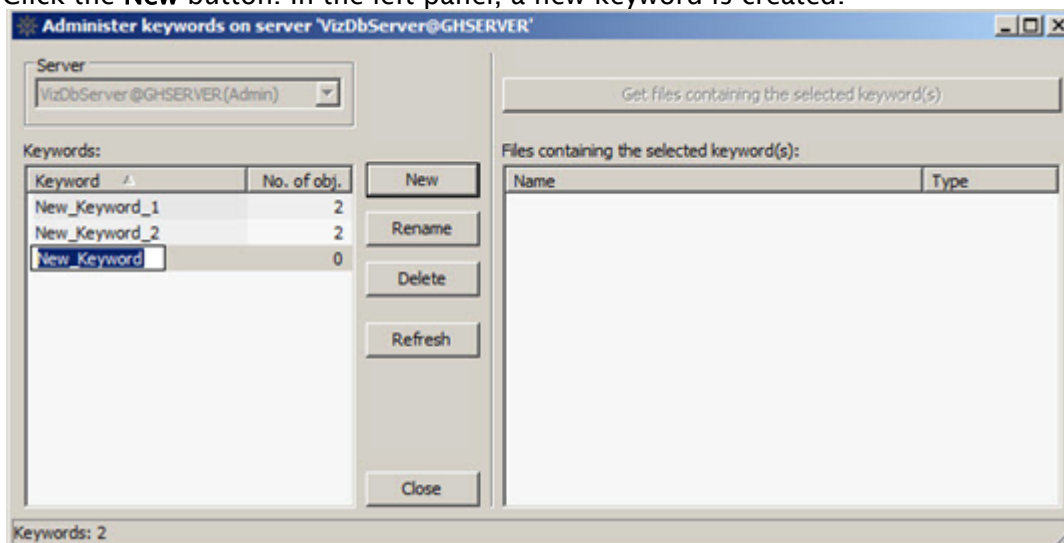 Click the New button. In the left panel, a new keyword is created.
Administer keywords on server 'VizDbServer@GHSERVER'
Server
VizDbServer@GHSERVER(Admin)
Get files containing the selected keyword(s)
Keywords:
Files containing the selected keyword(s):
Keyword No. of obj. New Name Type
New_Keyword_1 2
New_Keyword_2 2 Rename
New_Keyword 0
Delete
Refresh
Close
Keywords: 2